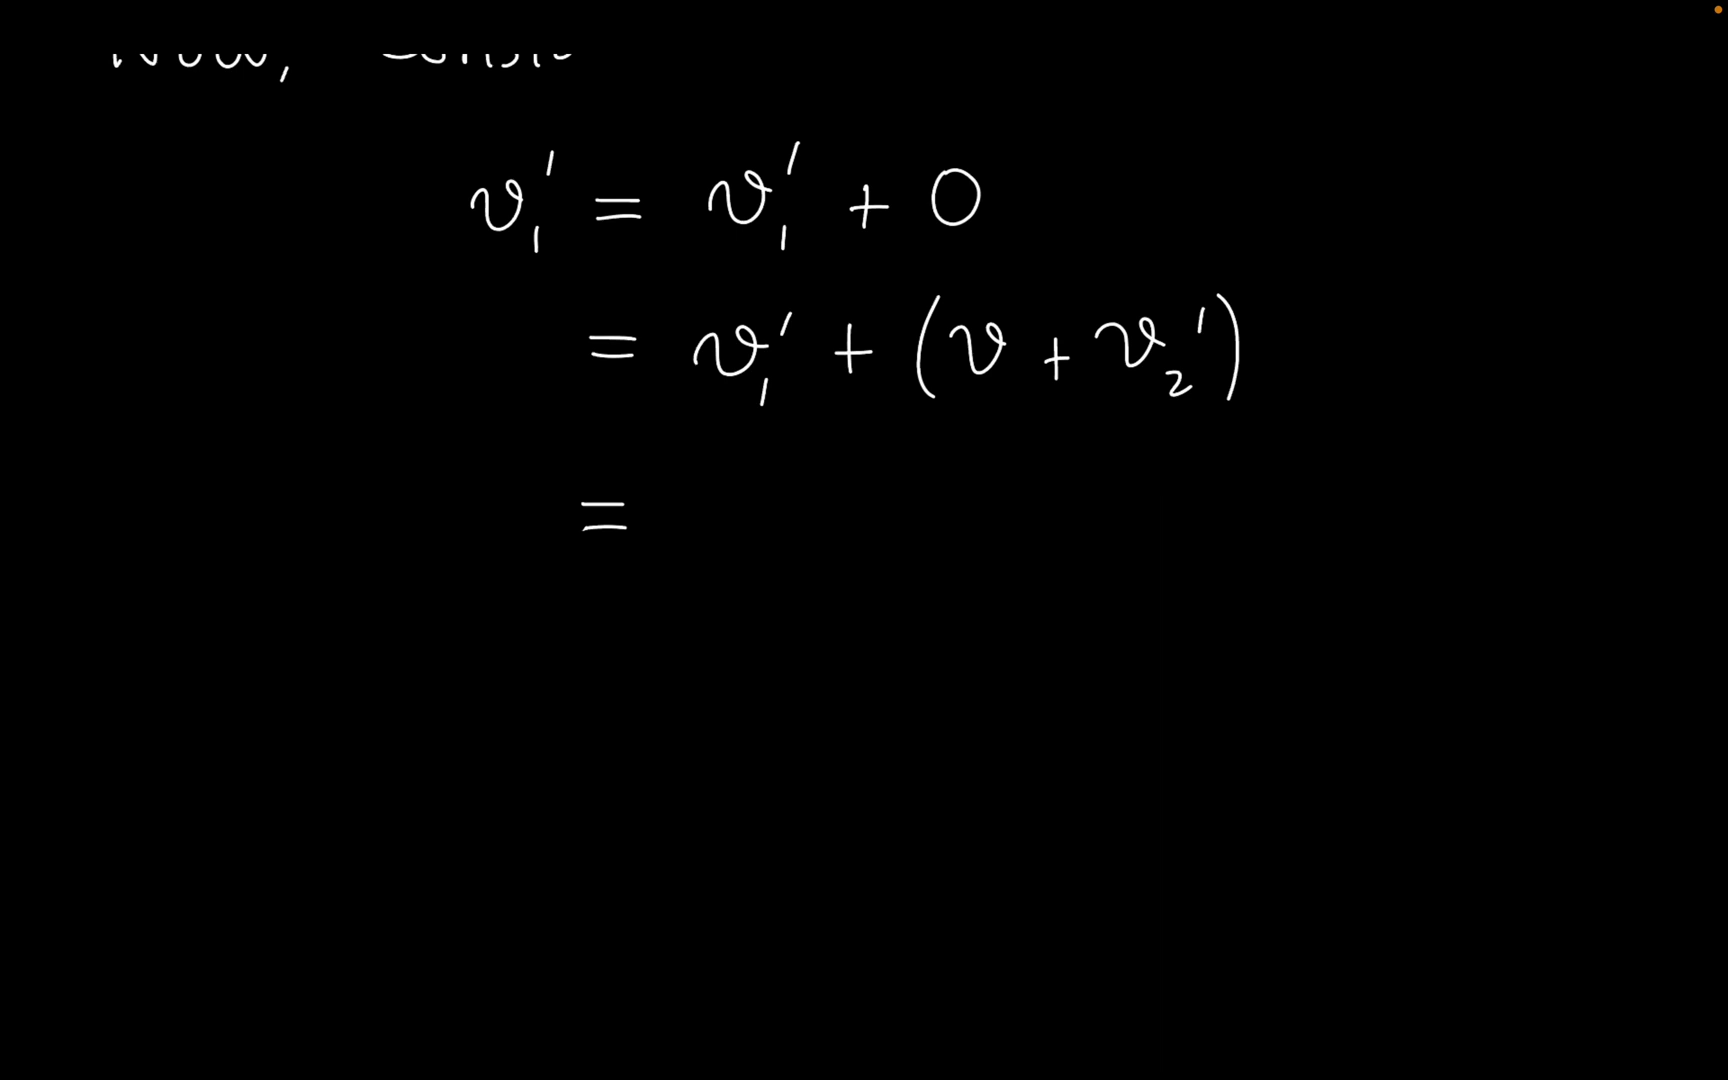 v₁' = v₁' + 0
= v₁' + (v + v₂')
=